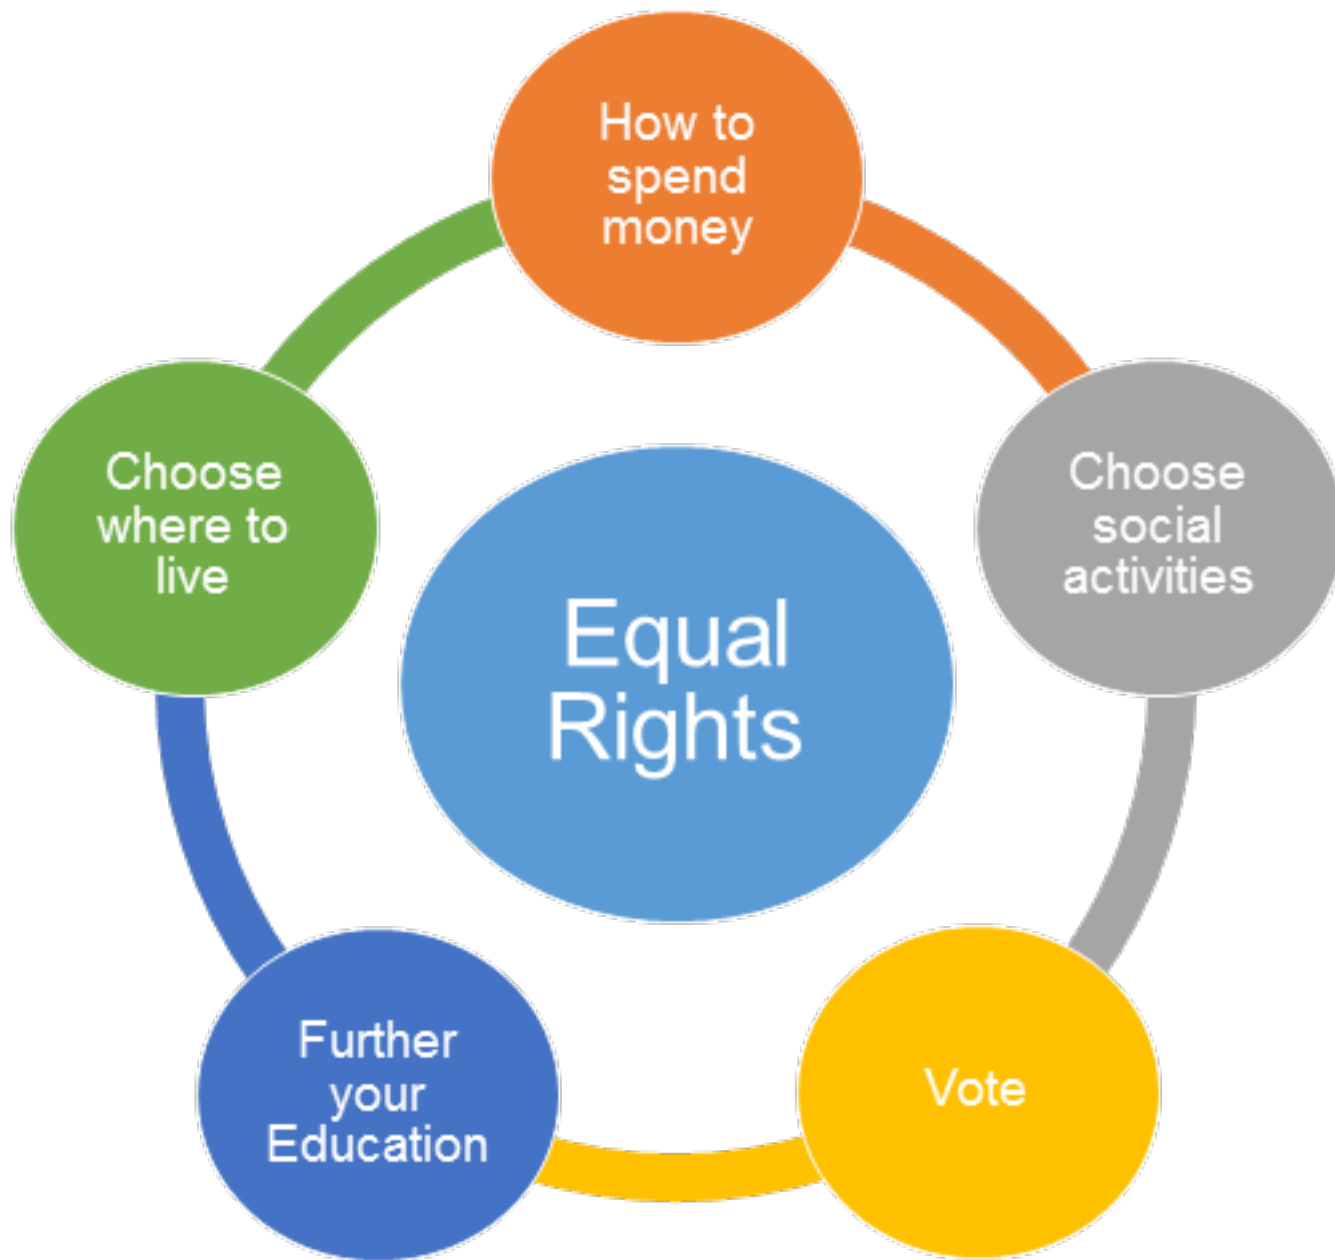 How to
spend
money
Choose
social
activities
Vote
Further
your
Education
Choose
where to
live
Equal
Rights